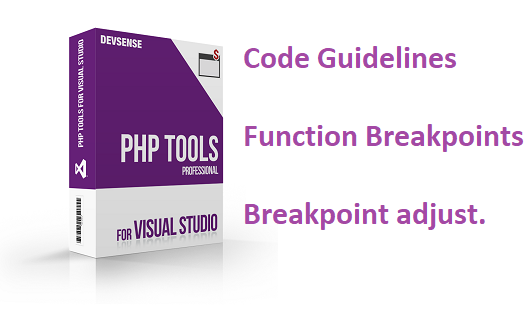 DEVSENSE
PHP TOOLS FOR VISUAL STUDIO
S
PHP TOOLS
PROFESSIONAL
FOR VISUAL STUDIO
Code Guidelines
Function Breakpoints
Breakpoint adjust.